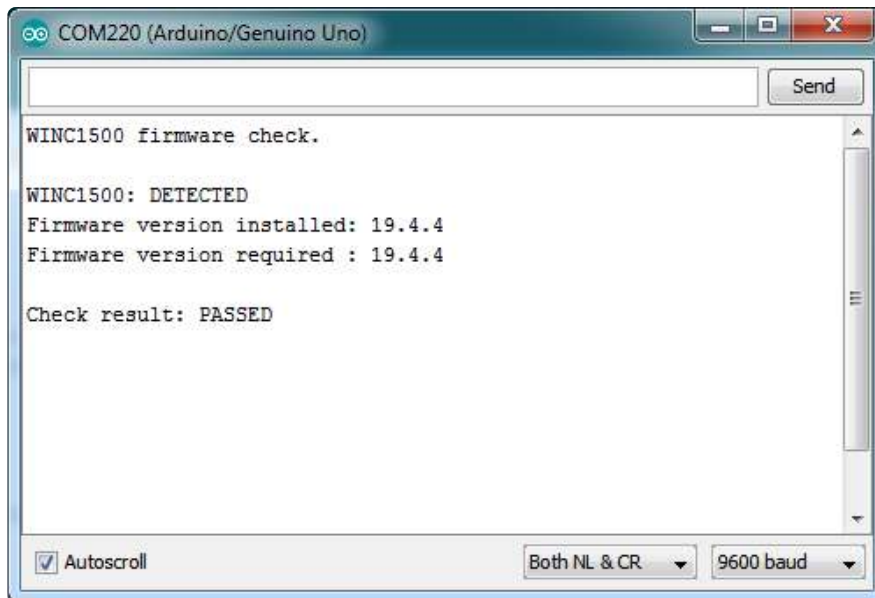 COM220 (Arduino/Genuino Uno)
Send
WINC1500 firmware check.
WINC1500: DETECTED
Firmware version installed: 19.4.4
Firmware version required : 19.4.4
Check result: PASSED
Autoscroll
Both NL & CR
9600 baud